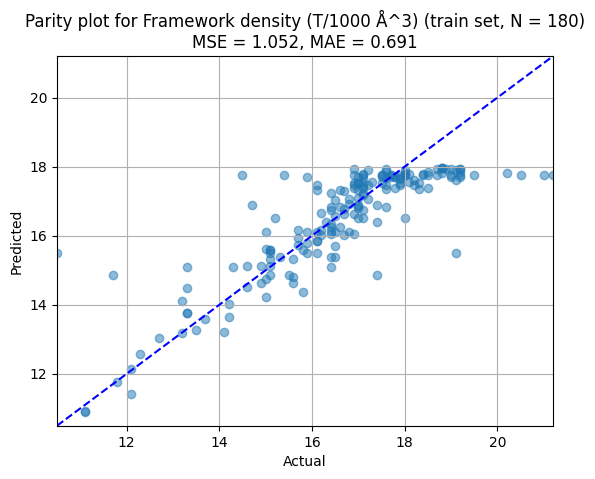 Parity plot for Framework density (T/1000 Å^3) (train set, N = 180)
MSE = 1.052, MAE = 0.691
Predicted
20
18
16
14
12
12 14 16 18 20
Actual